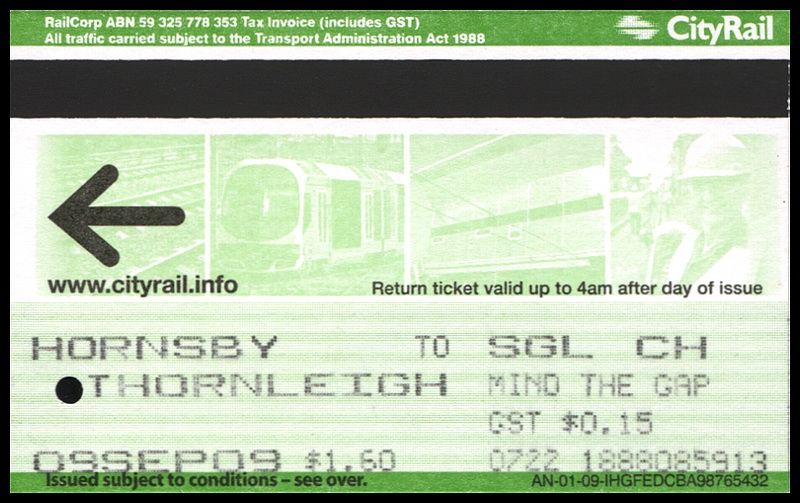 RailCorp ABN 59 325 778 353 Tax Invoice (includes GST)
All traffic carried subject to the Transport Administration Act 1988
CityRail
www.cityrail.info
Return ticket valid up to 4am after day of issue
HORNSBY TO SGL CH
THORNLEIGH MIND THE GAP
GST $0.15
09SEP09 $1.60 0722 1888085913
Issued subject to conditions – see over.
AN-01-09-IHGFEDCBA98765432